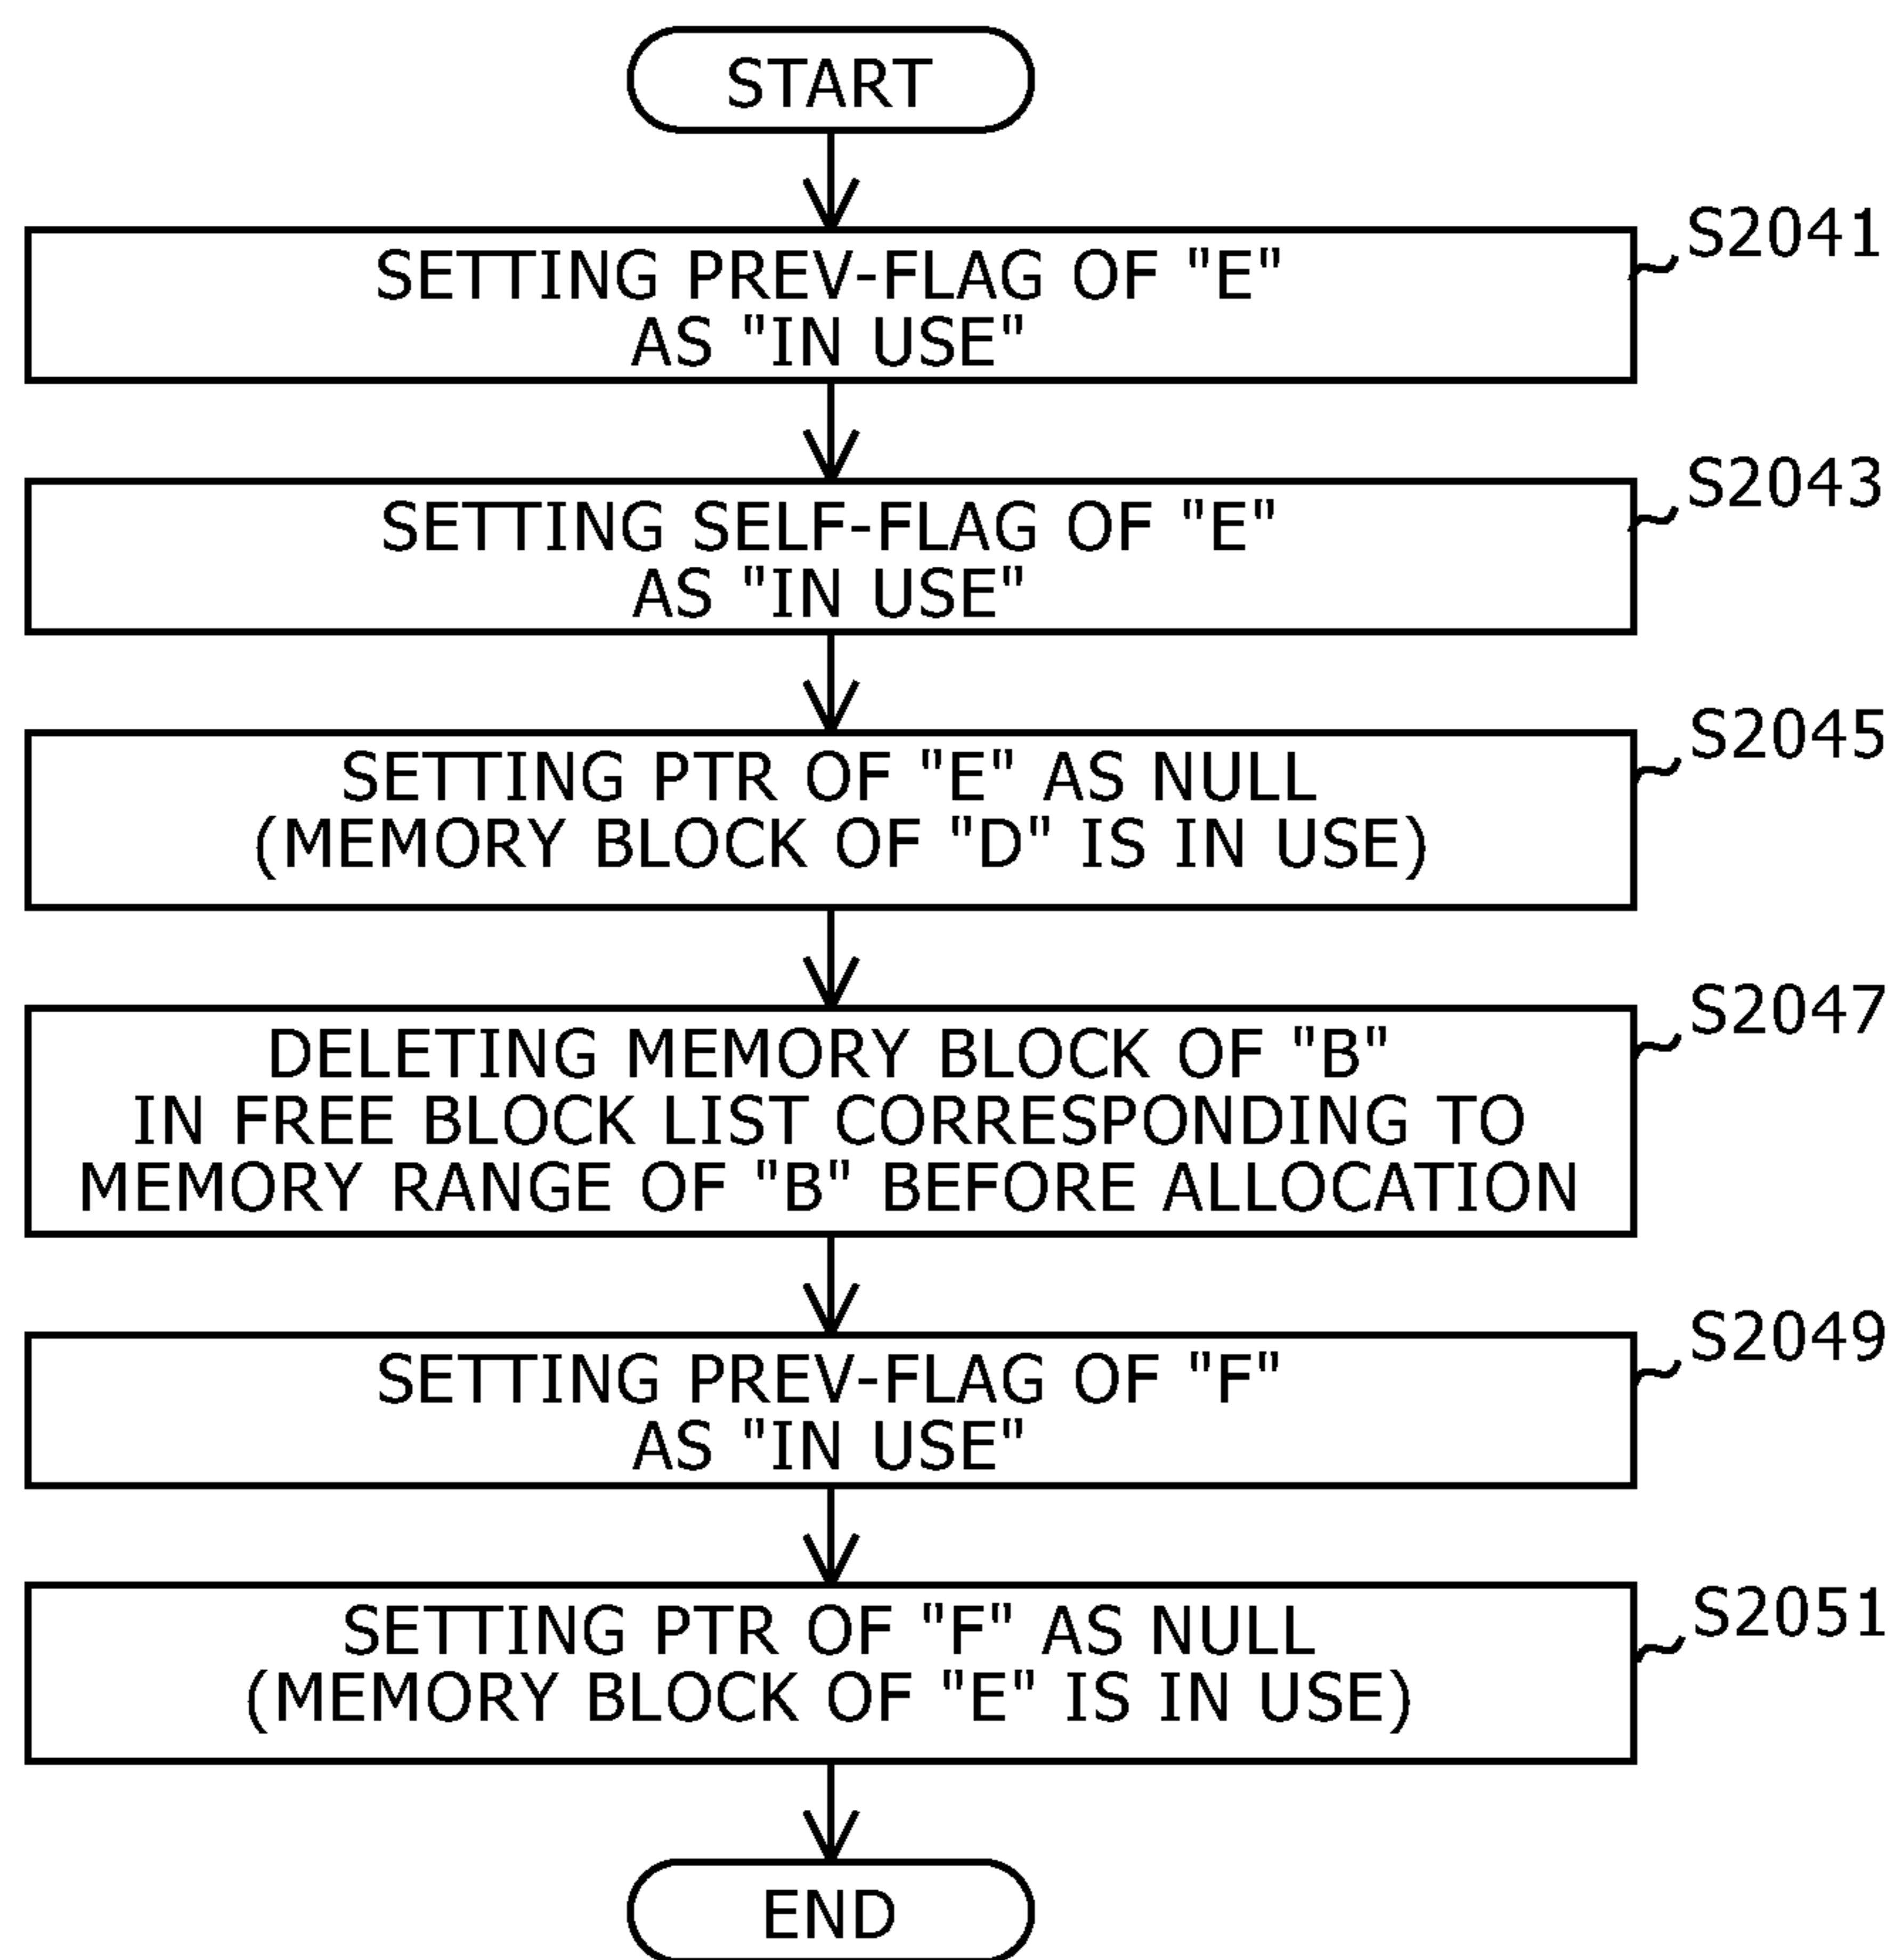 START
S2041
SETTING PREV-FLAG OF "E"
AS "IN USE"
S2043
SETTING SELF-FLAG OF "E"
AS "IN USE"
S2045
SETTING PTR OF "E" AS NULL
(MEMORY BLOCK OF "D" IS IN USE)
S2047
DELETING MEMORY BLOCK OF "B"
IN FREE BLOCK LIST CORRESPONDING TO
MEMORY RANGE OF "B" BEFORE ALLOCATION
S2049
SETTING PREV-FLAG OF "F"
AS "IN USE"
S2051
SETTING PTR OF "F" AS NULL
(MEMORY BLOCK OF "E" IS IN USE)
END